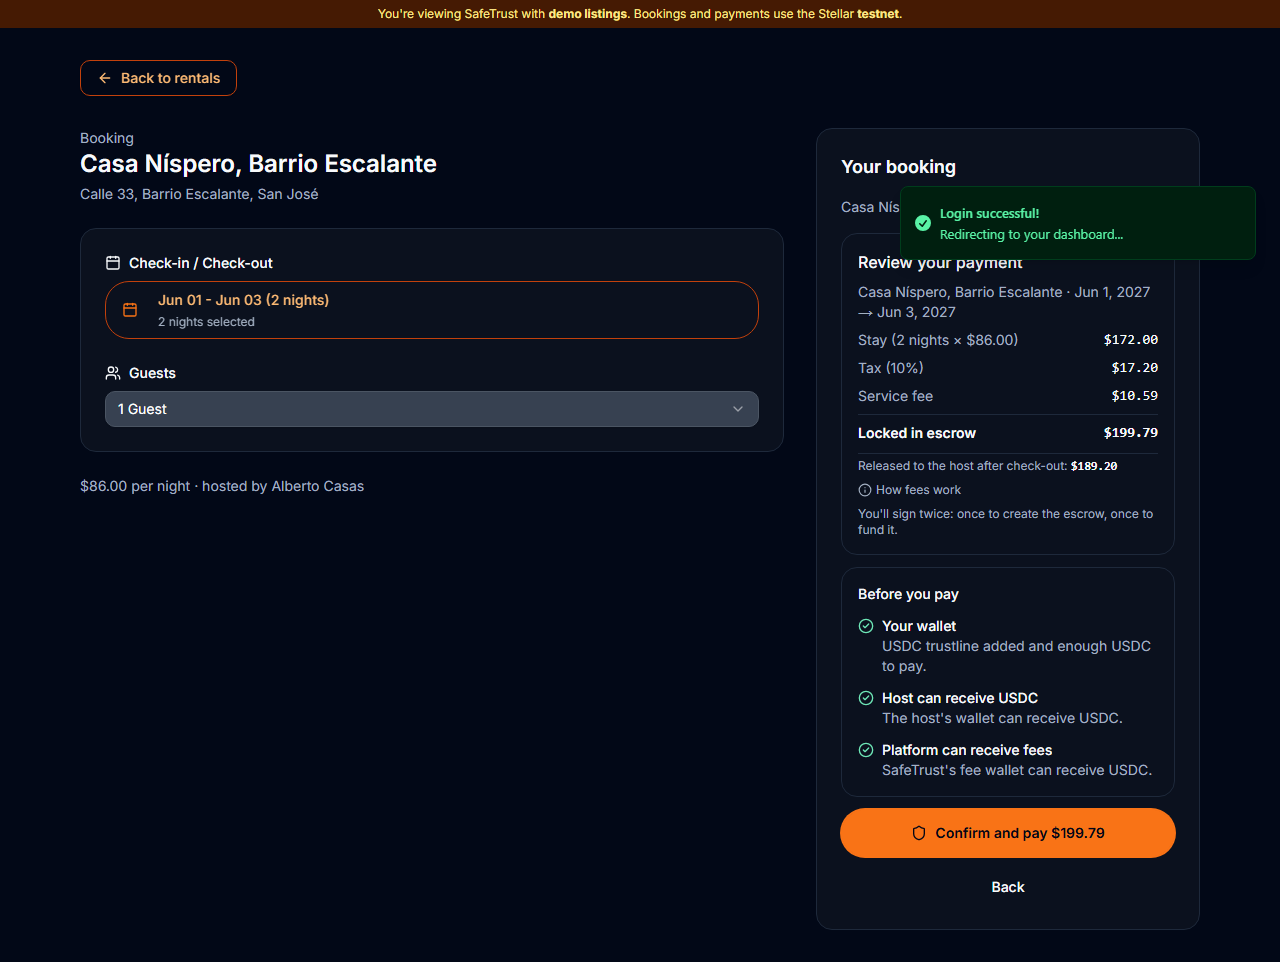 You're viewing SafeTrust with demo listings. Bookings and payments use the Stellar testnet.
Back to rentals
Booking
Casa Níspero, Barrio Escalante
Calle 33, Barrio Escalante, San José
Check-in / Check-out
Jun 01 - Jun 03 (2 nights)
2 nights selected
Guests
1 Guest
$86.00 per night · hosted by Alberto Casas
Your booking
Casa Nís
Login successful!
Redirecting to your dashboard...
Review your payment
Casa Níspero, Barrio Escalante · Jun 1, 2027
→ Jun 3, 2027
Stay (2 nights × $86.00) $172.00
Tax (10%) $17.20
Service fee $10.59
Locked in escrow $199.79
Released to the host after check-out: $189.20
How fees work
You'll sign twice: once to create the escrow, once to
fund it.
Before you pay
Your wallet
USDC trustline added and enough USDC
to pay.
Host can receive USDC
The host's wallet can receive USDC.
Platform can receive fees
SafeTrust's fee wallet can receive USDC.
Confirm and pay $199.79
Back